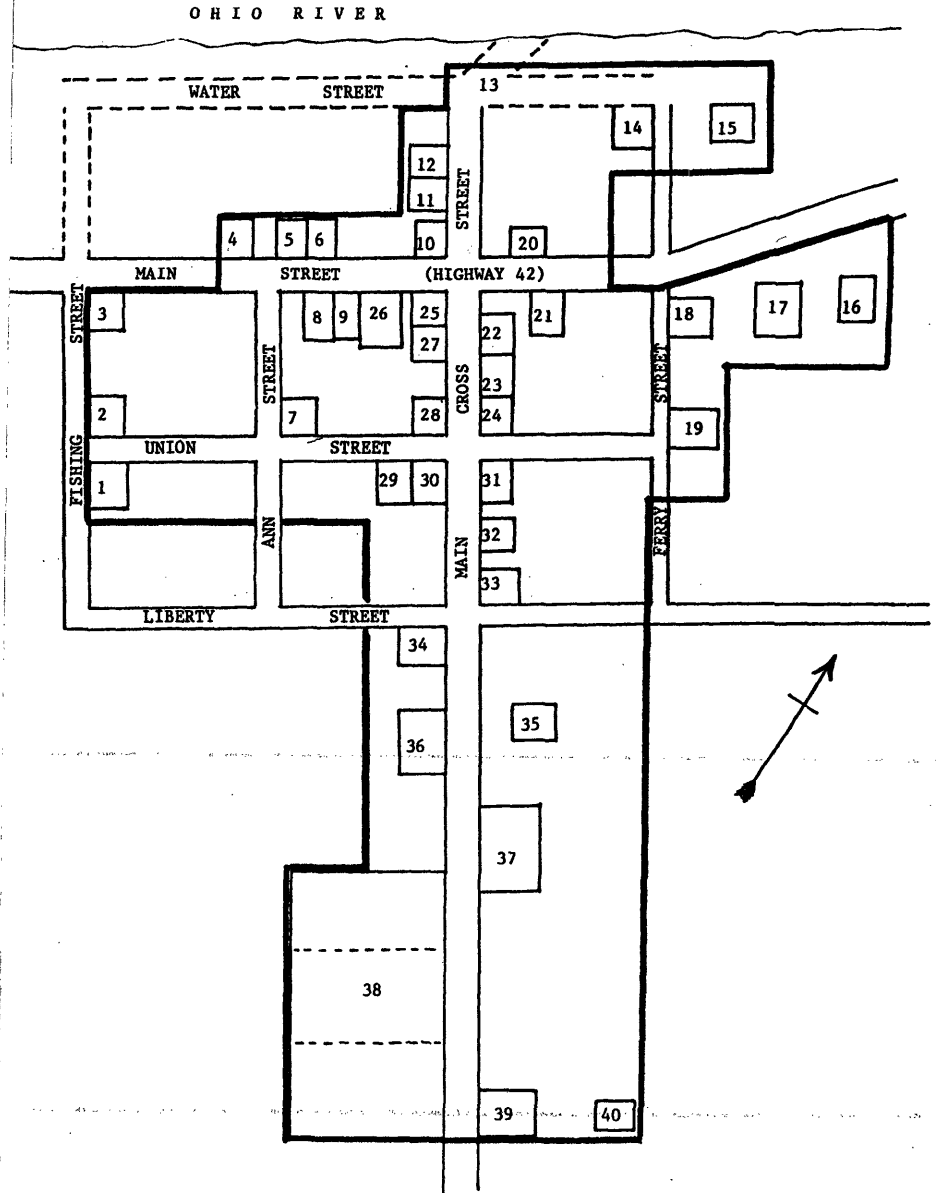 OHIO RIVER
WATER STREET
13
14
15
12
11
STREET
4
5
6
10
20
MAIN STREET (HIGHWAY 42)
STREET
3
8
9
26
25
21
18
17
16
22
27
STREET
STREET
CROSS
23
2
7
28
24
19
UNION STREET
FISHING
1
29
30
31
ANN
32
FERRY
MAIN
33
LIBERTY STREET
34
35
36
37
38
39
40